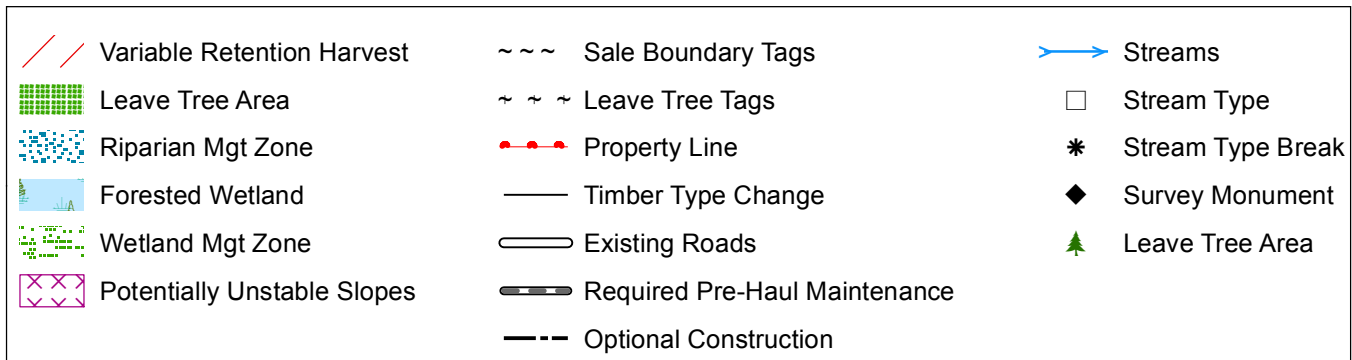 Variable Retention Harvest
Leave Tree Area
Riparian Mgt Zone
Forested Wetland
Wetland Mgt Zone
Potentially Unstable Slopes
Sale Boundary Tags
Leave Tree Tags
Property Line
Timber Type Change
Existing Roads
Required Pre-Haul Maintenance
Optional Construction
Streams
Stream Type
Stream Type Break
Survey Monument
Leave Tree Area